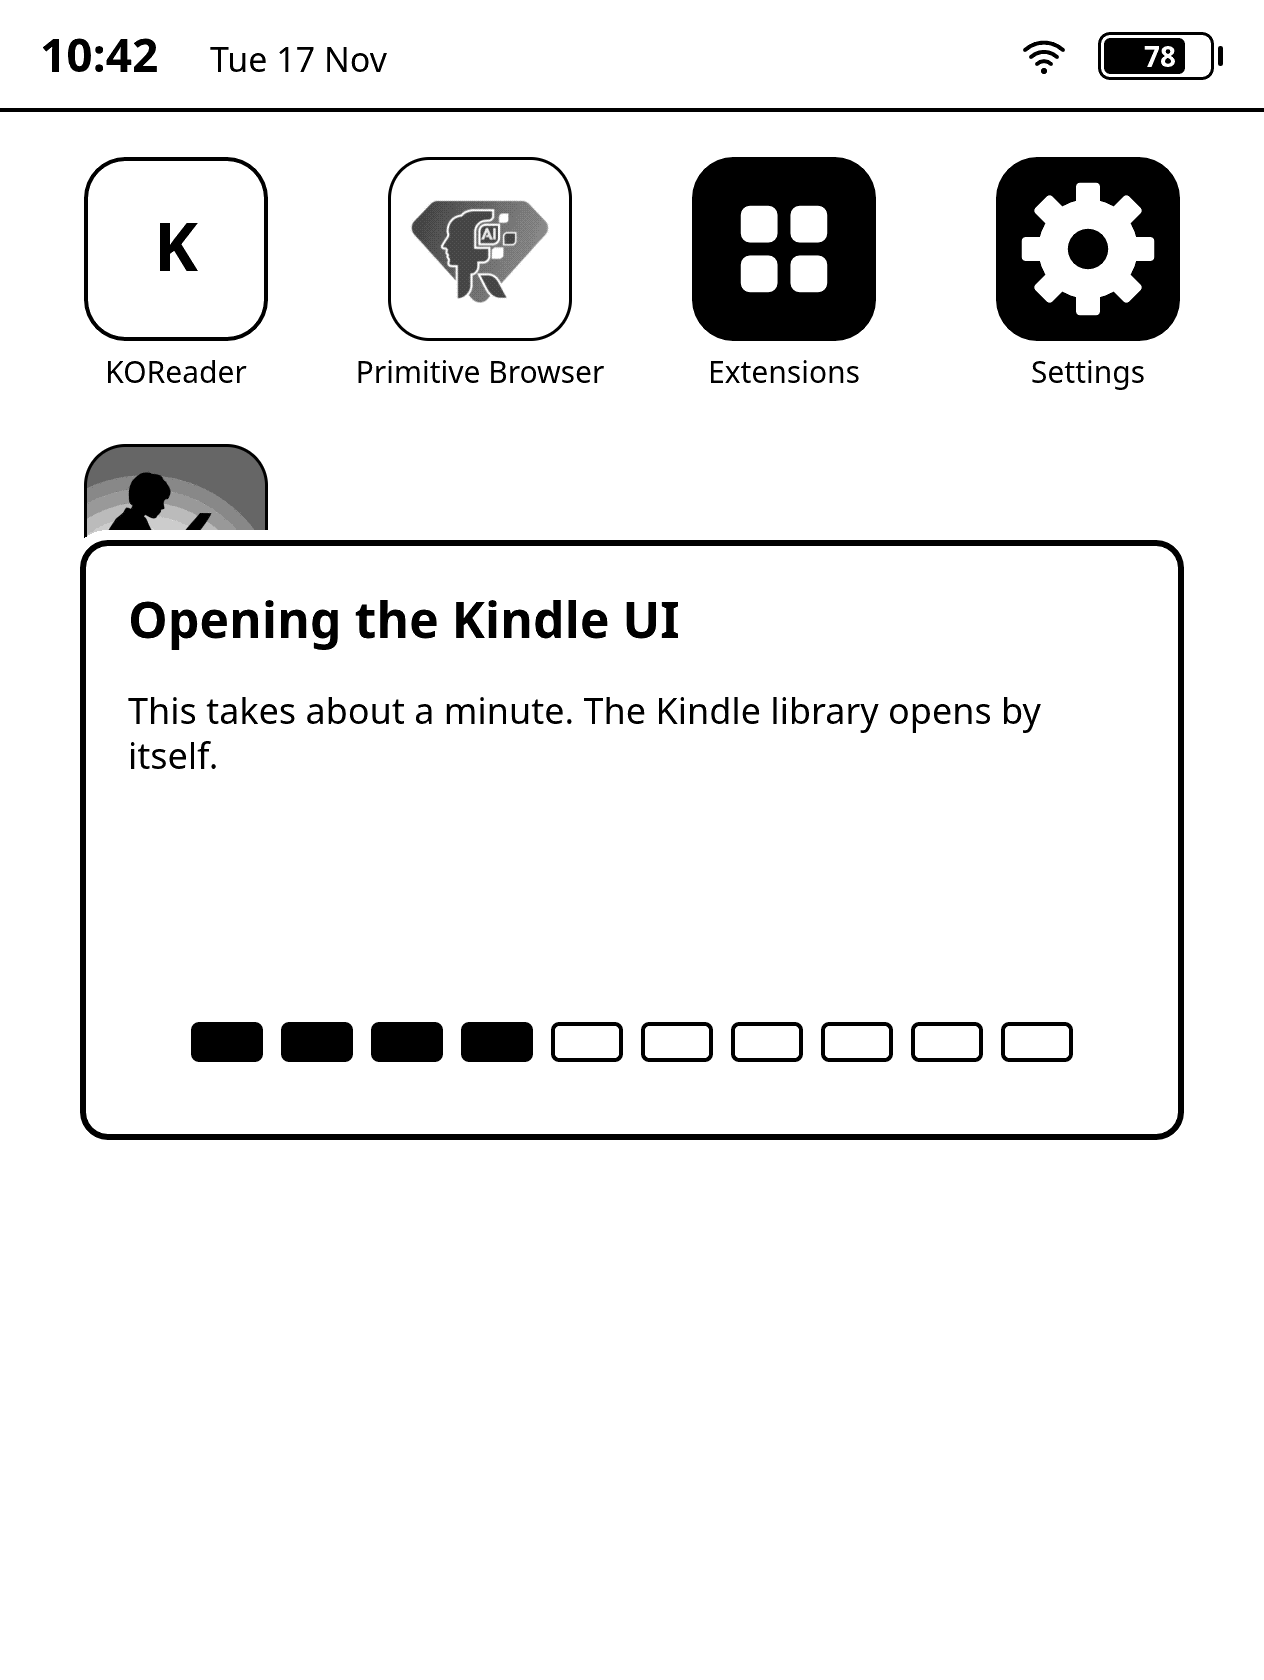 10:42 Tue 17 Nov 78
K
AI
KOReader Primitive Browser Extensions Settings
Opening the Kindle UI
This takes about a minute. The Kindle library opens by
itself.